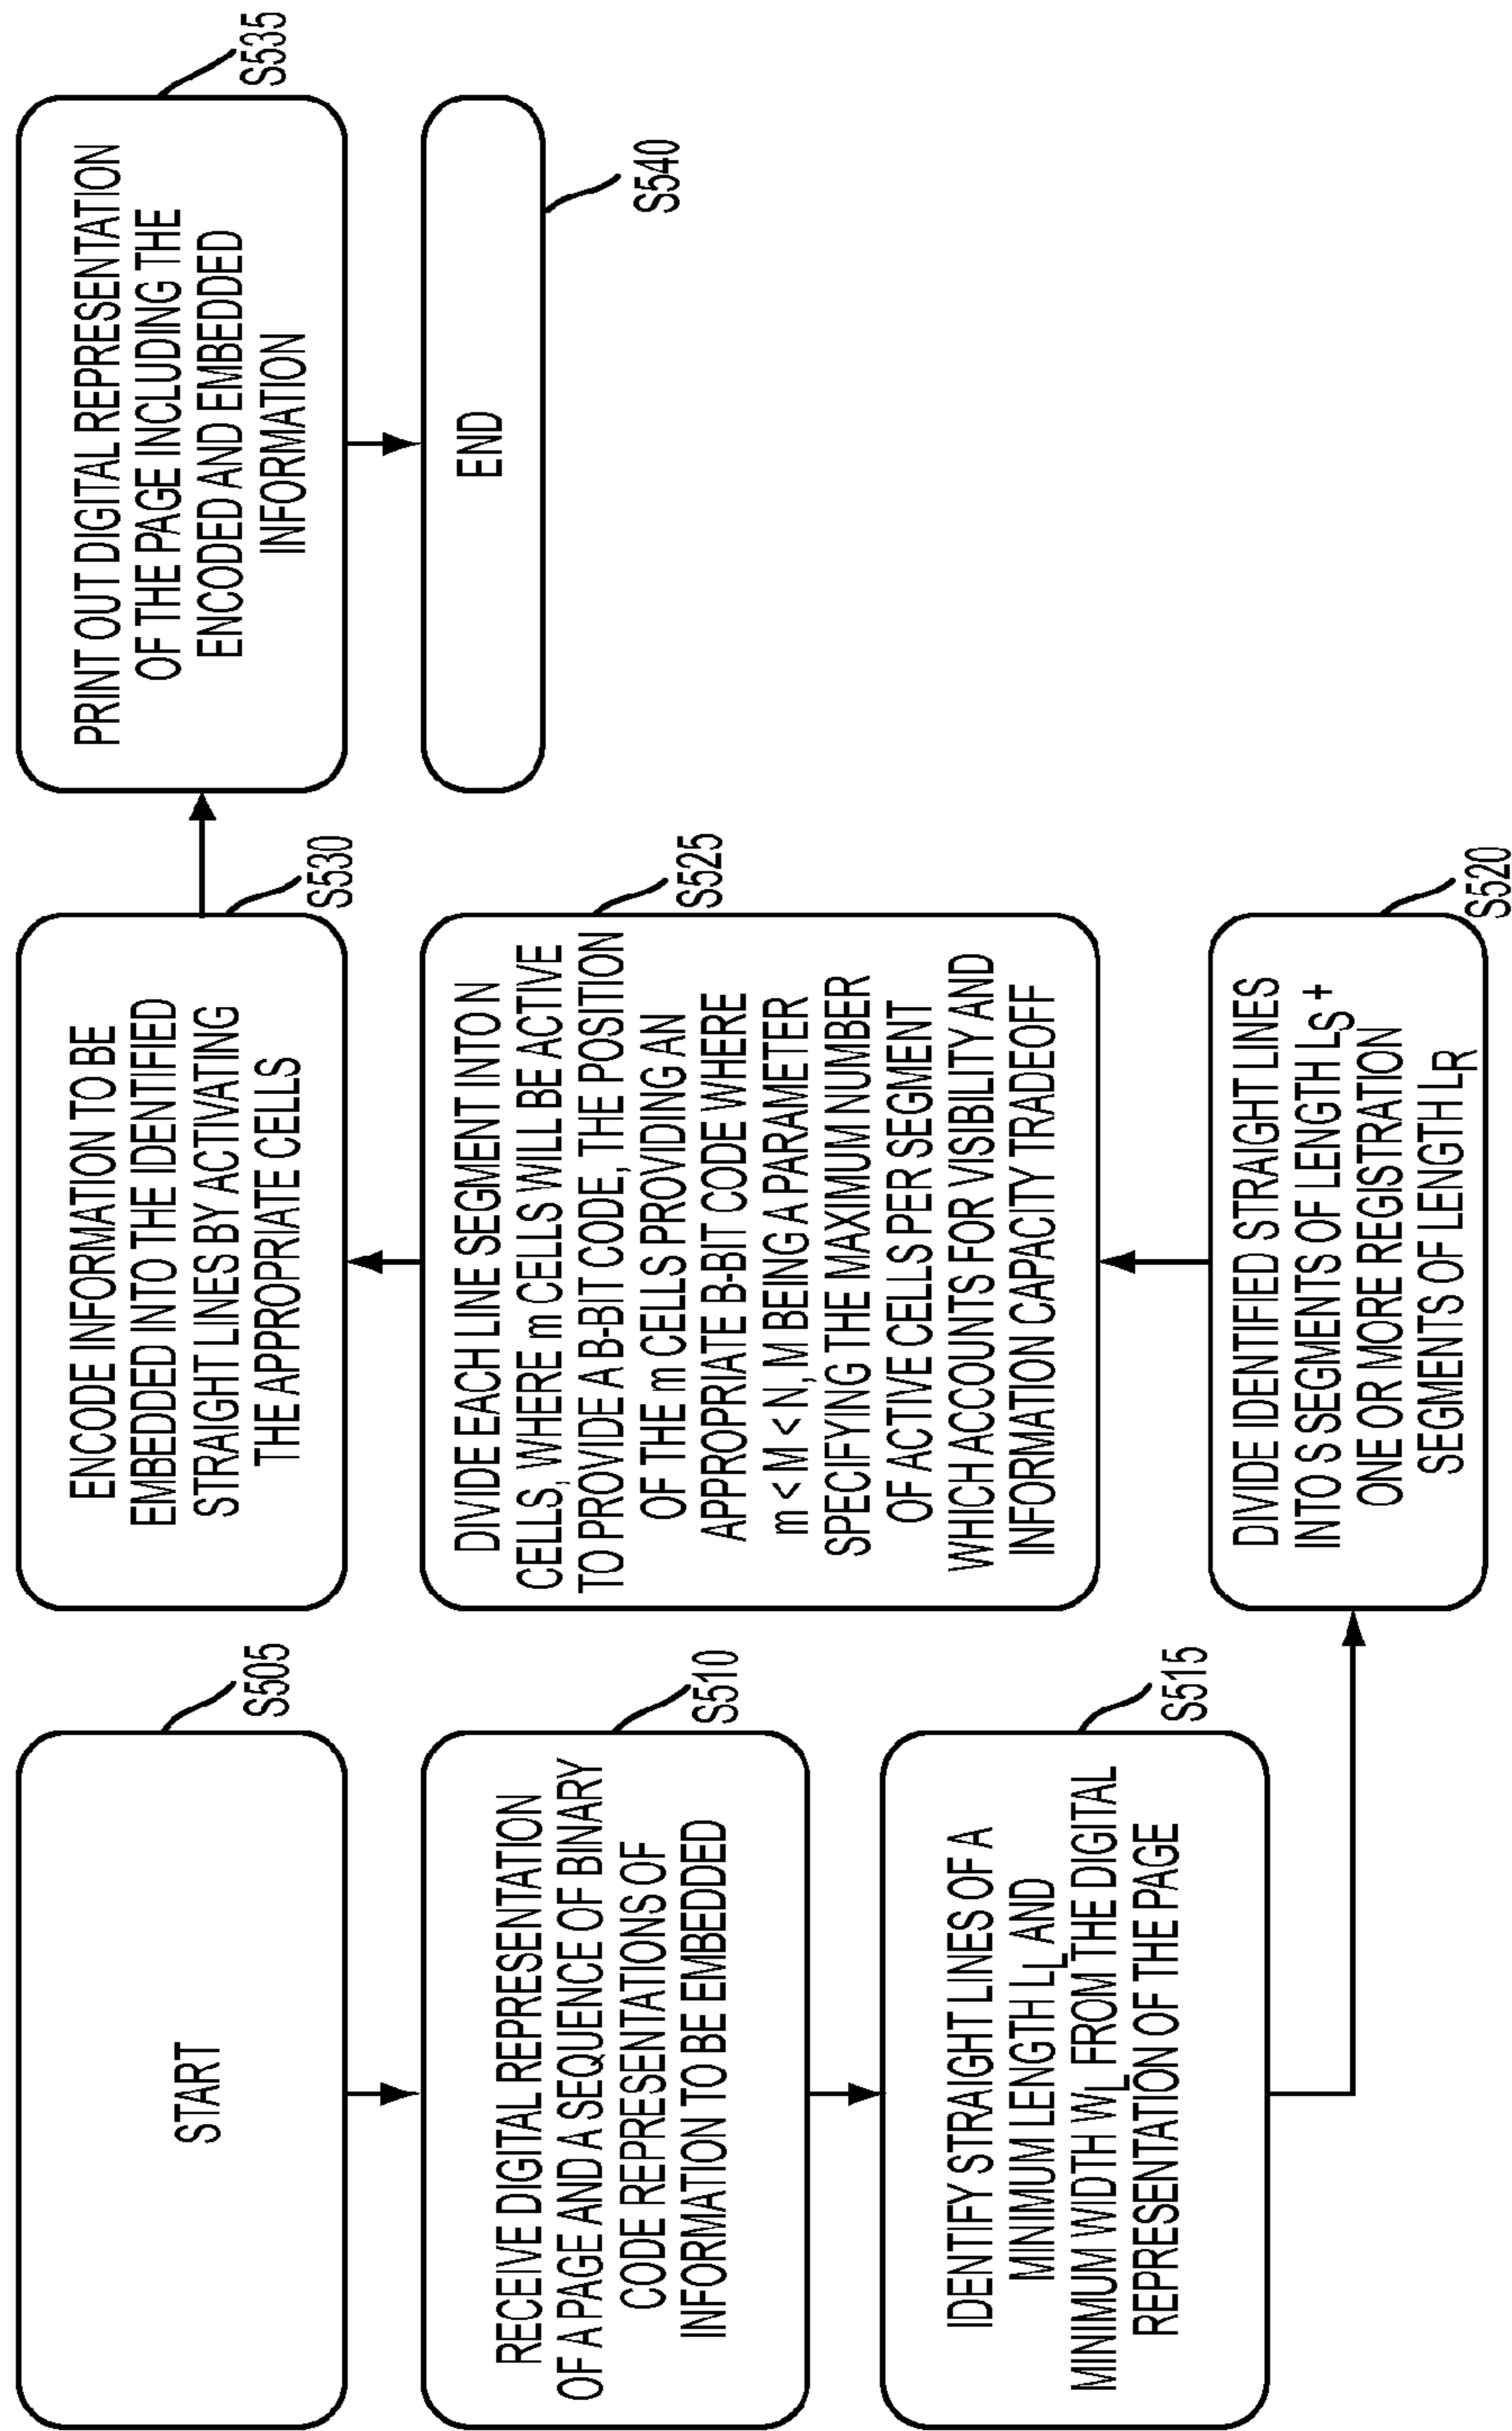 START
S505
RECEIVE DIGITAL REPRESENTATION
OF A PAGE AND A SEQUENCE OF BINARY
CODE REPRESENTATIONS OF
INFORMATION TO BE EMBEDDED
S510
IDENTIFY STRAIGHT LINES OF A
MINIMUM LENGTH L_L AND
MINIMUM WIDTH W_L FROM THE DIGITAL
REPRESENTATION OF THE PAGE
S515
DIVIDE IDENTIFIED STRAIGHT LINES
INTO S SEGMENTS OF LENGTH L_S +
ONE OR MORE REGISTRATION
SEGMENTS OF LENGTH L_R
S520
DIVIDE EACH LINE SEGMENT INTO N
CELLS, WHERE m CELLS WILL BE ACTIVE
TO PROVIDE A B-BIT CODE, THE POSITION
OF THE m CELLS PROVIDING AN
APPROPRIATE B-BIT CODE WHERE
m < M < N, M BEING A PARAMETER
SPECIFYING THE MAXIMUM NUMBER
OF ACTIVE CELLS PER SEGMENT
WHICH ACCOUNTS FOR VISIBILITY AND
INFORMATION CAPACITY TRADEOFF
S525
ENCODE INFORMATION TO BE
EMBEDDED INTO THE IDENTIFIED
STRAIGHT LINES BY ACTIVATING
THE APPROPRIATE CELLS
S530
PRINT OUT DIGITAL REPRESENTATION
OF THE PAGE INCLUDING THE
ENCODED AND EMBEDDED
INFORMATION
S535
END
S540